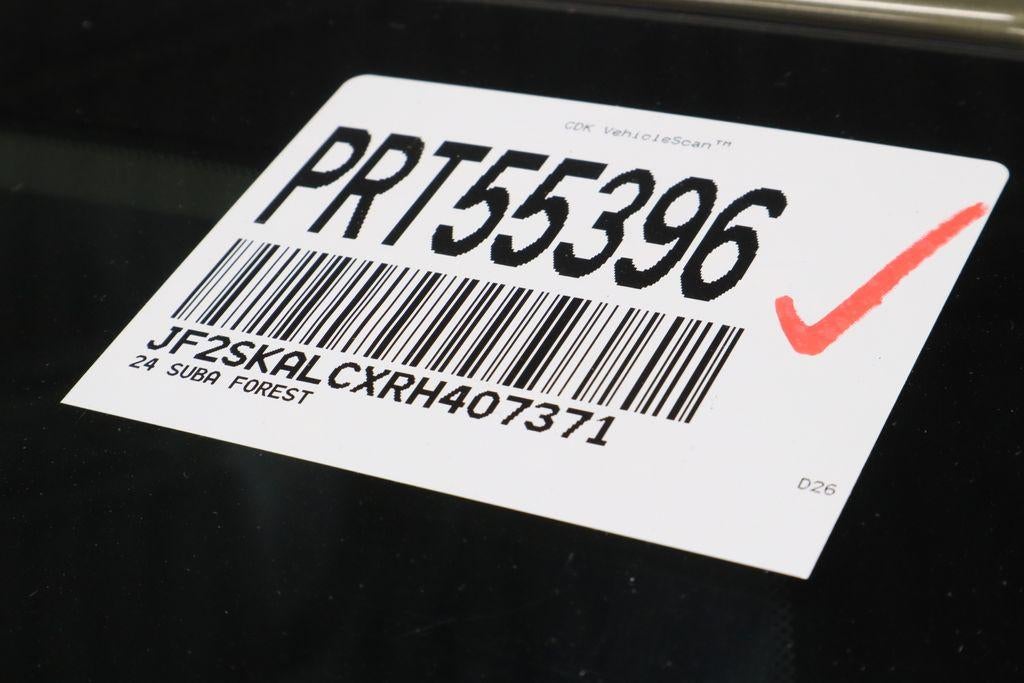 CDK VehicleScan™
PRT55396
JF2SKALCXRH407371
24 SUBA FOREST
D26